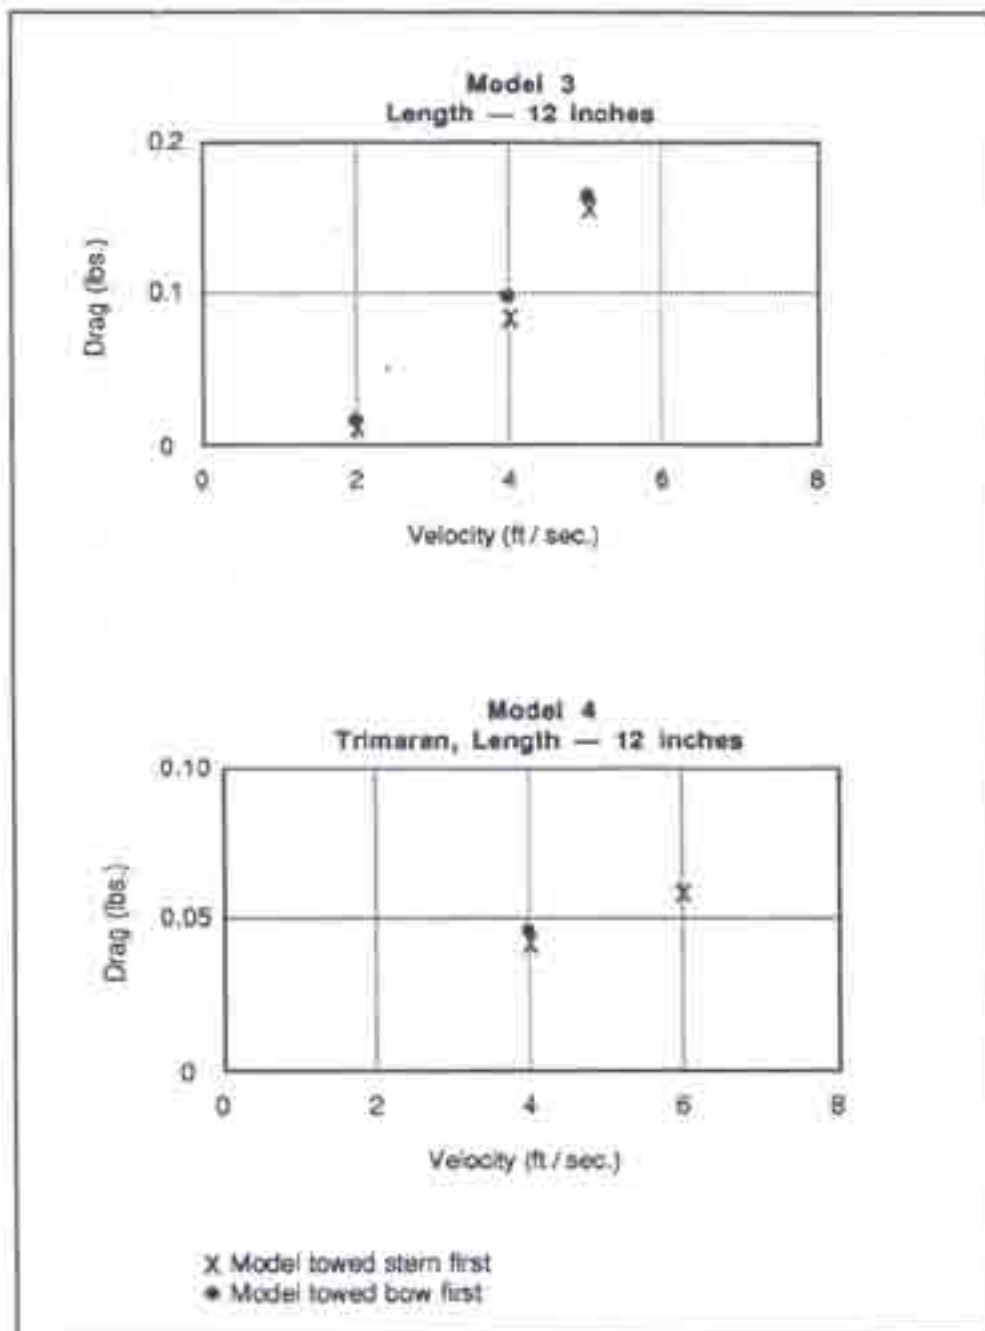 Model 3
Length — 12 inches
0.2
0.1
0
Drag (lbs.)
0 2 4 6 8
Velocity (ft / sec.)
Model 4
Trimaran, Length — 12 inches
0.10
0.05
0
Drag (lbs.)
0 2 4 6 8
Velocity (ft / sec.)
X Model towed stern first
● Model towed bow first